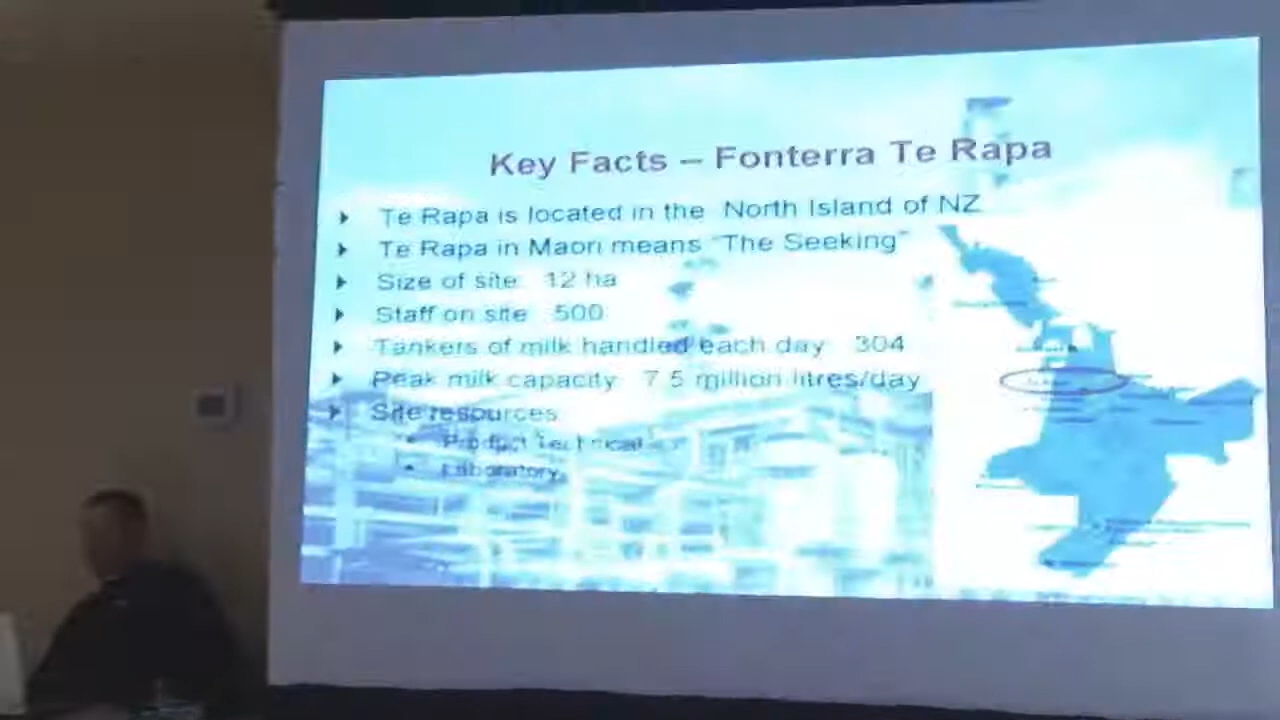 Key Facts – Fonterra Te Rapa
Te Rapa is located in the North Island of NZ
Te Rapa in Maori means "The Seeking"
Size of site: 12 ha
Staff on site: 500
Tankers of milk handled each day: 304
Peak milk capacity: 7.5 million litres/day
Site resources
Product Technical
Laboratory